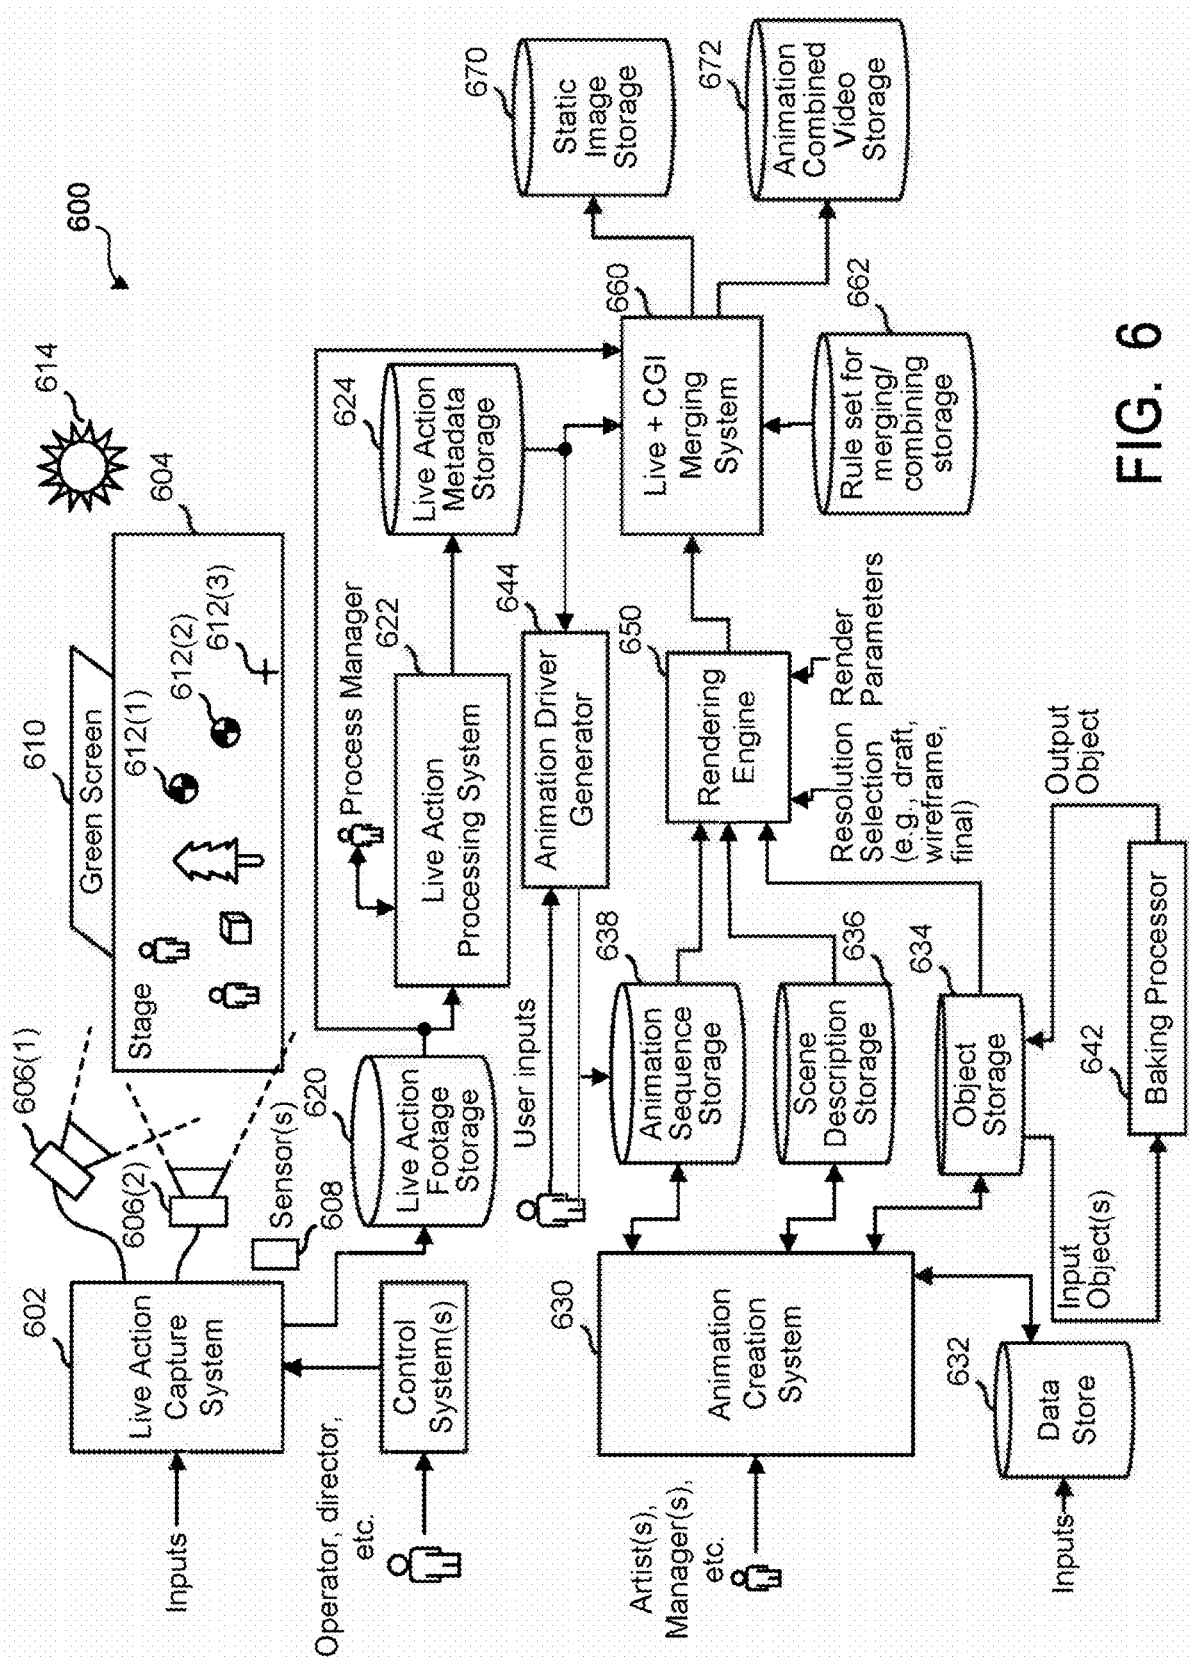 600
614
610
Green Screen
604
Stage
612(1)
612(2)
612(3)
606(1)
606(2)
Sensor(s)
608
602
Live Action
Capture
System
Inputs
Operator, director,
etc.
Control
System(s)
620
Live Action
Footage
Storage
Process Manager
622
Live Action
Processing System
624
Live Action
Metadata
Storage
User inputs
644
Animation Driver
Generator
670
Static
Image
Storage
672
Animation
Combined
Video
Storage
660
Live + CGI
Merging
System
662
Rule set for
merging/
combining
storage
650
Rendering
Engine
Resolution
Selection
(e.g., draft,
wireframe,
final)
Render
Parameters
638
Animation
Sequence
Storage
636
Scene
Description
Storage
634
Object
Storage
630
Animation
Creation
System
Artist(s),
Manager(s),
etc.
632
Data
Store
Inputs
Input
Object(s)
642
Baking Processor
Output
Object
FIG. 6